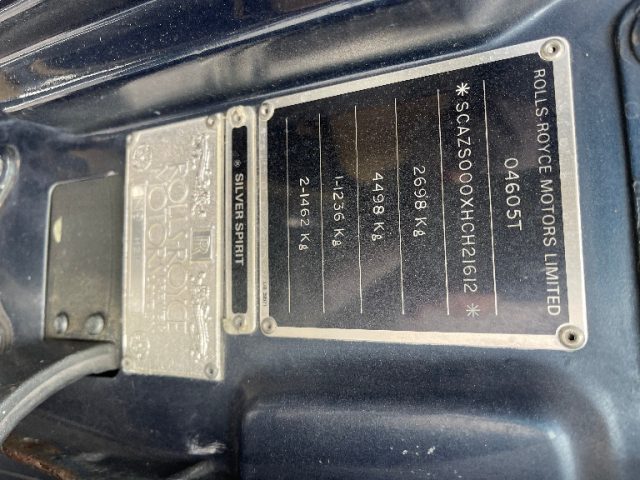 ROLLS-ROYCE MOTORS LIMITED
04605T
*SCAZS000XHCH21612*
2698 Kg
4498 Kg
1-1236 Kg
2-1462 Kg
® SILVER SPIRIT
ROLLS-ROYCE